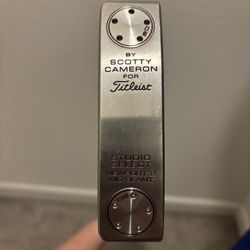 BY
SCOTTY
CAMERON
FOR
Titleist
STUDIO
SELECT
NEWPORT 2
MID SLANT